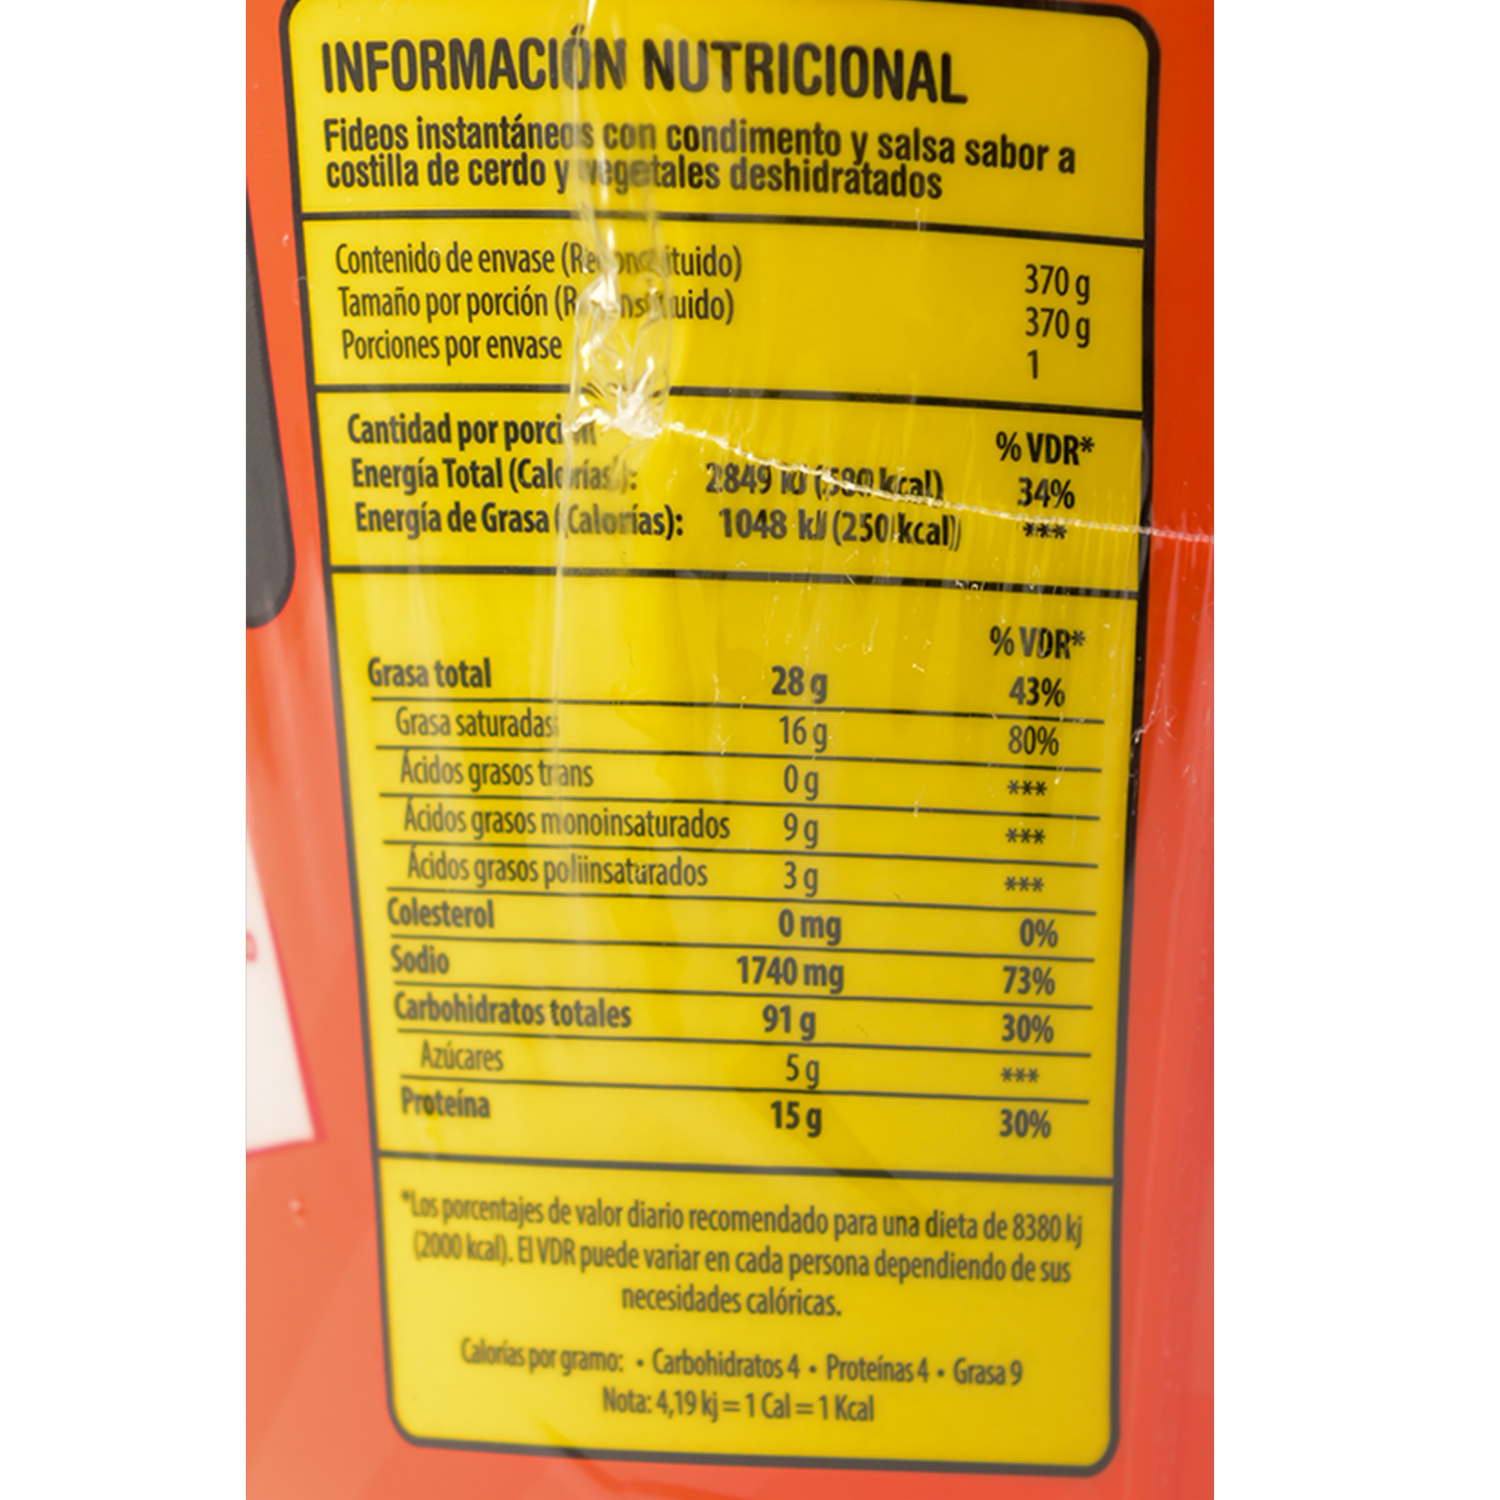 INFORMACIÓN NUTRICIONAL
Fideos instantáneos con condimento y salsa sabor a
costilla de cerdo y vegetales deshidratados
Contenido de envase (Reconstituido) 370 g
Tamaño por porción (Reconstituido) 370 g
Porciones por envase 1
Cantidad por porción % VDR*
Energía Total (Calorías): 2849 kJ (580 kcal) 34%
Energía de Grasa (Calorías): 1048 kJ (250 kcal) ***
% VDR*
Grasa total 28 g 43%
Grasa saturadas 16 g 80%
Ácidos grasos trans 0 g ***
Ácidos grasos monoinsaturados 9 g ***
Ácidos grasos poliinsaturados 3 g ***
Colesterol 0 mg 0%
Sodio 1740 mg 73%
Carbohidratos totales 91 g 30%
Azúcares 5 g ***
Proteína 15 g 30%
*Los porcentajes de valor diario recomendado para una dieta de 8380 kj
(2000 kcal). El VDR puede variar en cada persona dependiendo de sus
necesidades calóricas.
Calorías por gramo: • Carbohidratos 4 • Proteínas 4 • Grasa 9
Nota: 4,19 kj = 1 Cal = 1 Kcal